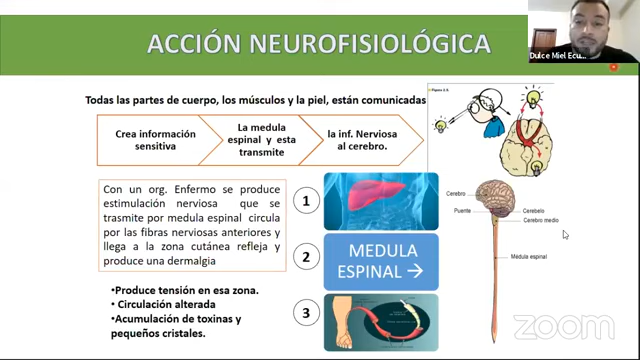 ACCIÓN NEUROFISIOLÓGICA
Dulce Miel Ecu...
Todas las partes de cuerpo, los músculos y la piel, están comunicadas
Crea información
sensitiva
La medula
espinal y esta
transmite
la inf. Nerviosa
al cerebro.
Con un org. Enfermo se produce
estimulación nerviosa que se
trasmite por medula espinal circula
por las fibras nerviosas anteriores y
llega a la zona cutánea refleja y
produce una dermalgia
•Produce tensión en esa zona.
• Circulación alterada
•Acumulación de toxinas y
pequeños cristales.
1
2
MEDULA
ESPINAL →
3
Cerebro
Puente
Cerebelo
Cerebro medio
Médula espinal
zoom